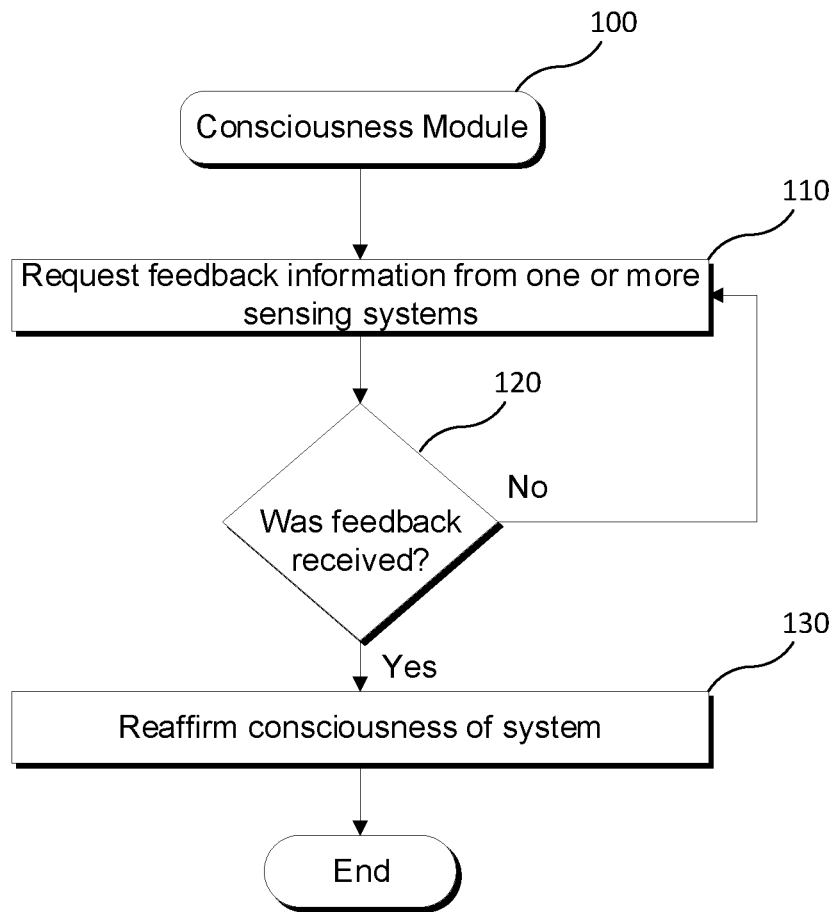 100
Consciousness Module
110
Request feedback information from one or more
sensing systems
120
No
Was feedback
received?
Yes
130
Reaffirm consciousness of system
End